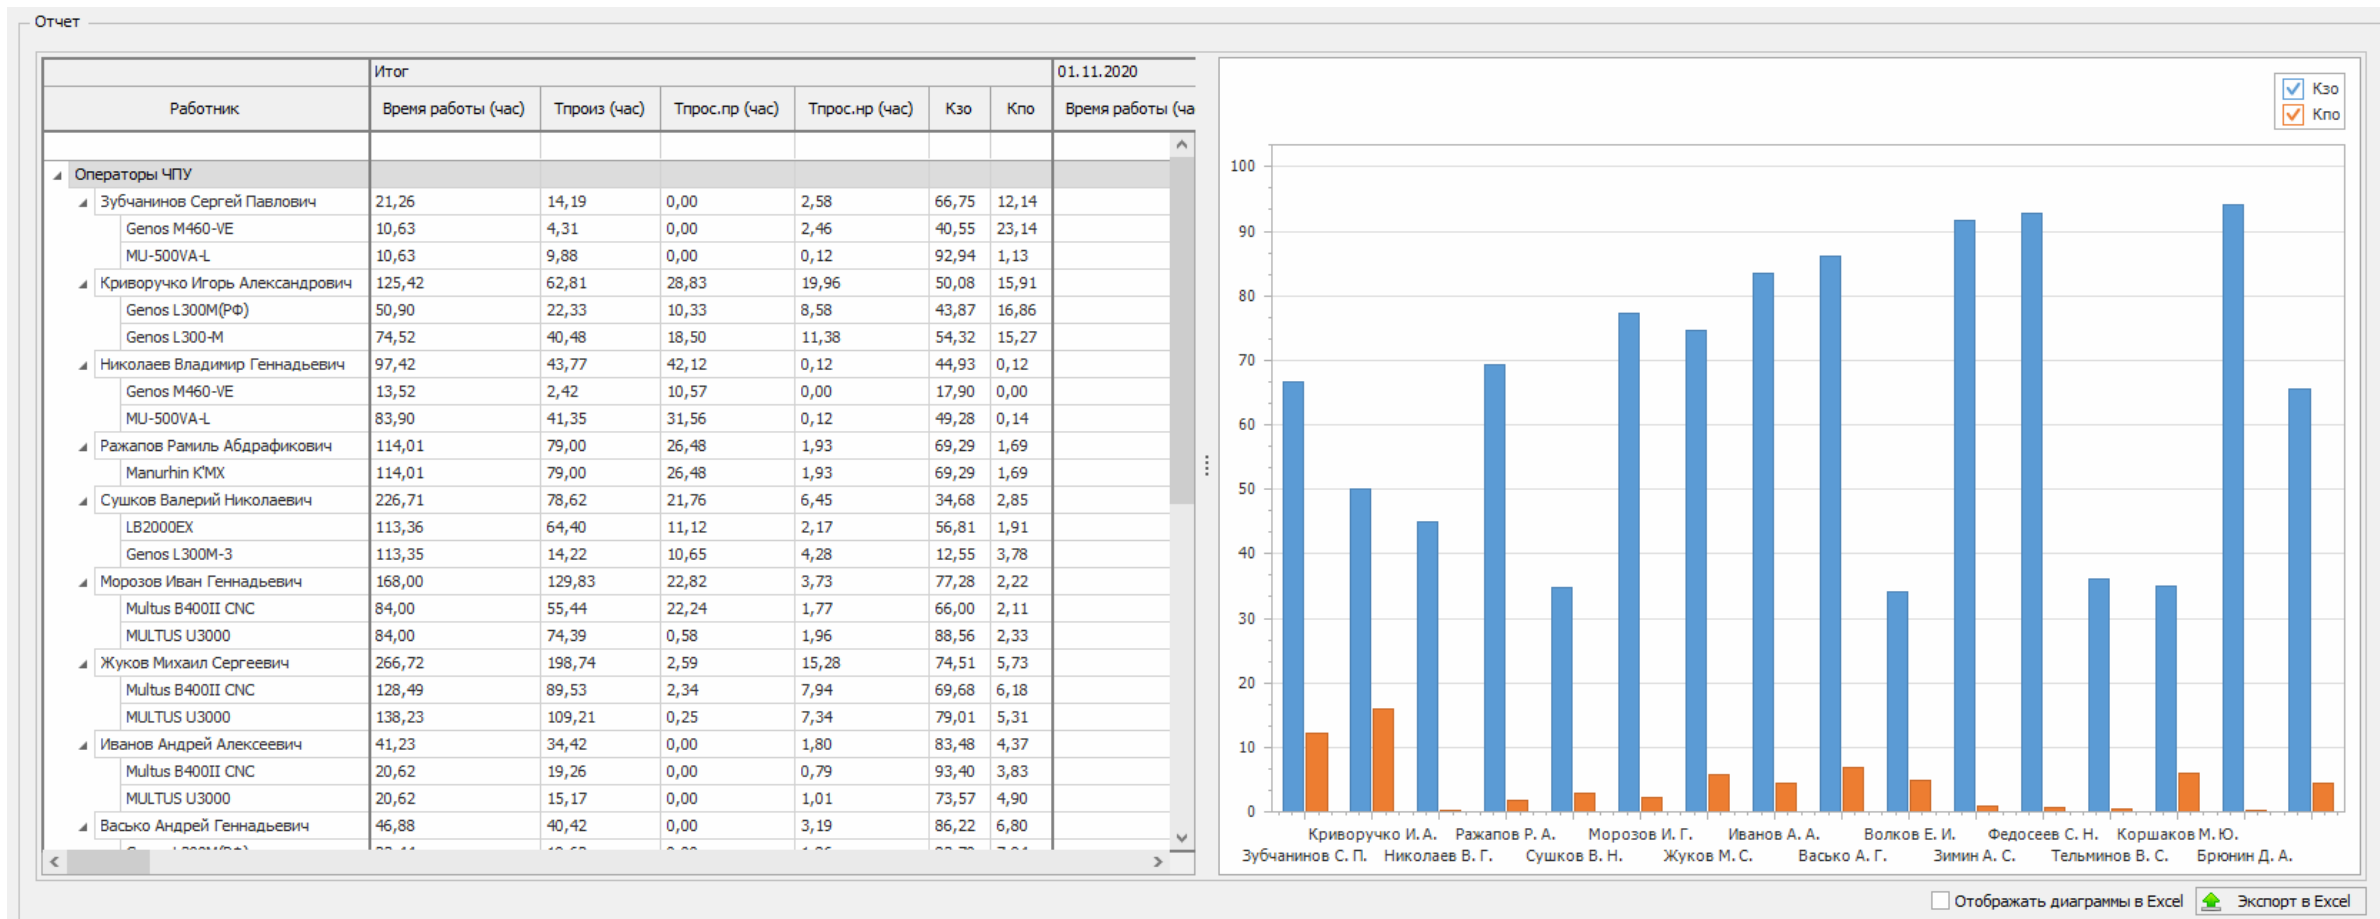 Отчет
Итог 01.11.2020
Работник Время работы (час) Тпроиз (час) Тпрос.пр (час) Тпрос.нр (час) Кзо Кпо Время работы (ча
Операторы ЧПУ
Зубчанинов Сергей Павлович 21,26 14,19 0,00 2,58 66,75 12,14
Genos M460-VE 10,63 4,31 0,00 2,46 40,55 23,14
MU-500VA-L 10,63 9,88 0,00 0,12 92,94 1,13
Криворучко Игорь Александрович 125,42 62,81 28,83 19,96 50,08 15,91
Genos L300M(РФ) 50,90 22,33 10,33 8,58 43,87 16,86
Genos L300-M 74,52 40,48 18,50 11,38 54,32 15,27
Николаев Владимир Геннадьевич 97,42 43,77 42,12 0,12 44,93 0,12
Genos M460-VE 13,52 2,42 10,57 0,00 17,90 0,00
MU-500VA-L 83,90 41,35 31,56 0,12 49,28 0,14
Ражапов Рамиль Абдрафикович 114,01 79,00 26,48 1,93 69,29 1,69
Manurhin K'MX 114,01 79,00 26,48 1,93 69,29 1,69
Сушков Валерий Николаевич 226,71 78,62 21,76 6,45 34,68 2,85
LB2000EX 113,36 64,40 11,12 2,17 56,81 1,91
Genos L300M-3 113,35 14,22 10,65 4,28 12,55 3,78
Морозов Иван Геннадьевич 168,00 129,83 22,82 3,73 77,28 2,22
Multus B400II CNC 84,00 55,44 22,24 1,77 66,00 2,11
MULTUS U3000 84,00 74,39 0,58 1,96 88,56 2,33
Жуков Михаил Сергеевич 266,72 198,74 2,59 15,28 74,51 5,73
Multus B400II CNC 128,49 89,53 2,34 7,94 69,68 6,18
MULTUS U3000 138,23 109,21 0,25 7,34 79,01 5,31
Иванов Андрей Алексеевич 41,23 34,42 0,00 1,80 83,48 4,37
Multus B400II CNC 20,62 19,26 0,00 0,79 93,40 3,83
MULTUS U3000 20,62 15,17 0,00 1,01 73,57 4,90
Васько Андрей Геннадьевич 46,88 40,42 0,00 3,19 86,22 6,80
Кзо
Кпо
100
90
80
70
60
50
40
30
20
10
0
Криворучко И. А. Ражапов Р. А. Морозов И. Г. Иванов А. А. Волков Е. И. Федосеев С. Н. Коршаков М. Ю.
Зубчанинов С. П. Николаев В. Г. Сушков В. Н. Жуков М. С. Васько А. Г. Зимин А. С. Тельминов В. С. Брюнин Д. А.
Отображать диаграммы в Excel Экспорт в Excel